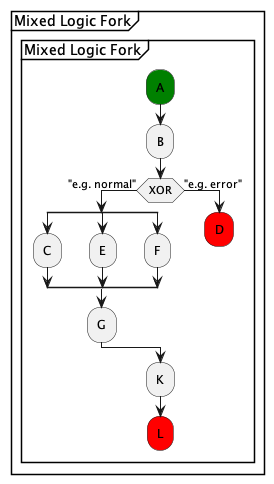 Mixed Logic Fork
Mixed Logic Fork
A
B
"e.g. normal" XOR "e.g. error"
D
C E F
G
K
L